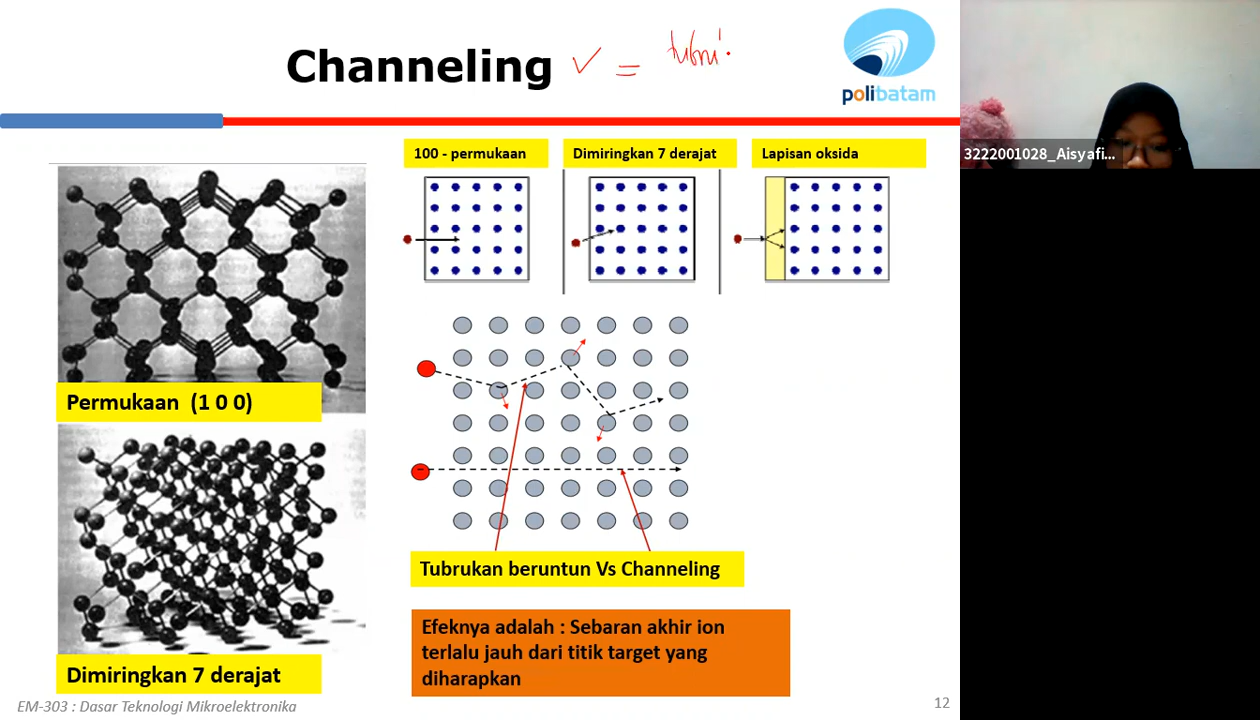 Channeling
polibatam
3222001028_Aisyafi...
100 - permukaan
Dimiringkan 7 derajat
Lapisan oksida
Permukaan (1 0 0)
Dimiringkan 7 derajat
Tubrukan beruntun Vs Channeling
Efeknya adalah : Sebaran akhir ion
terlalu jauh dari titik target yang
diharapkan
EM-303 : Dasar Teknologi Mikroelektronika
12